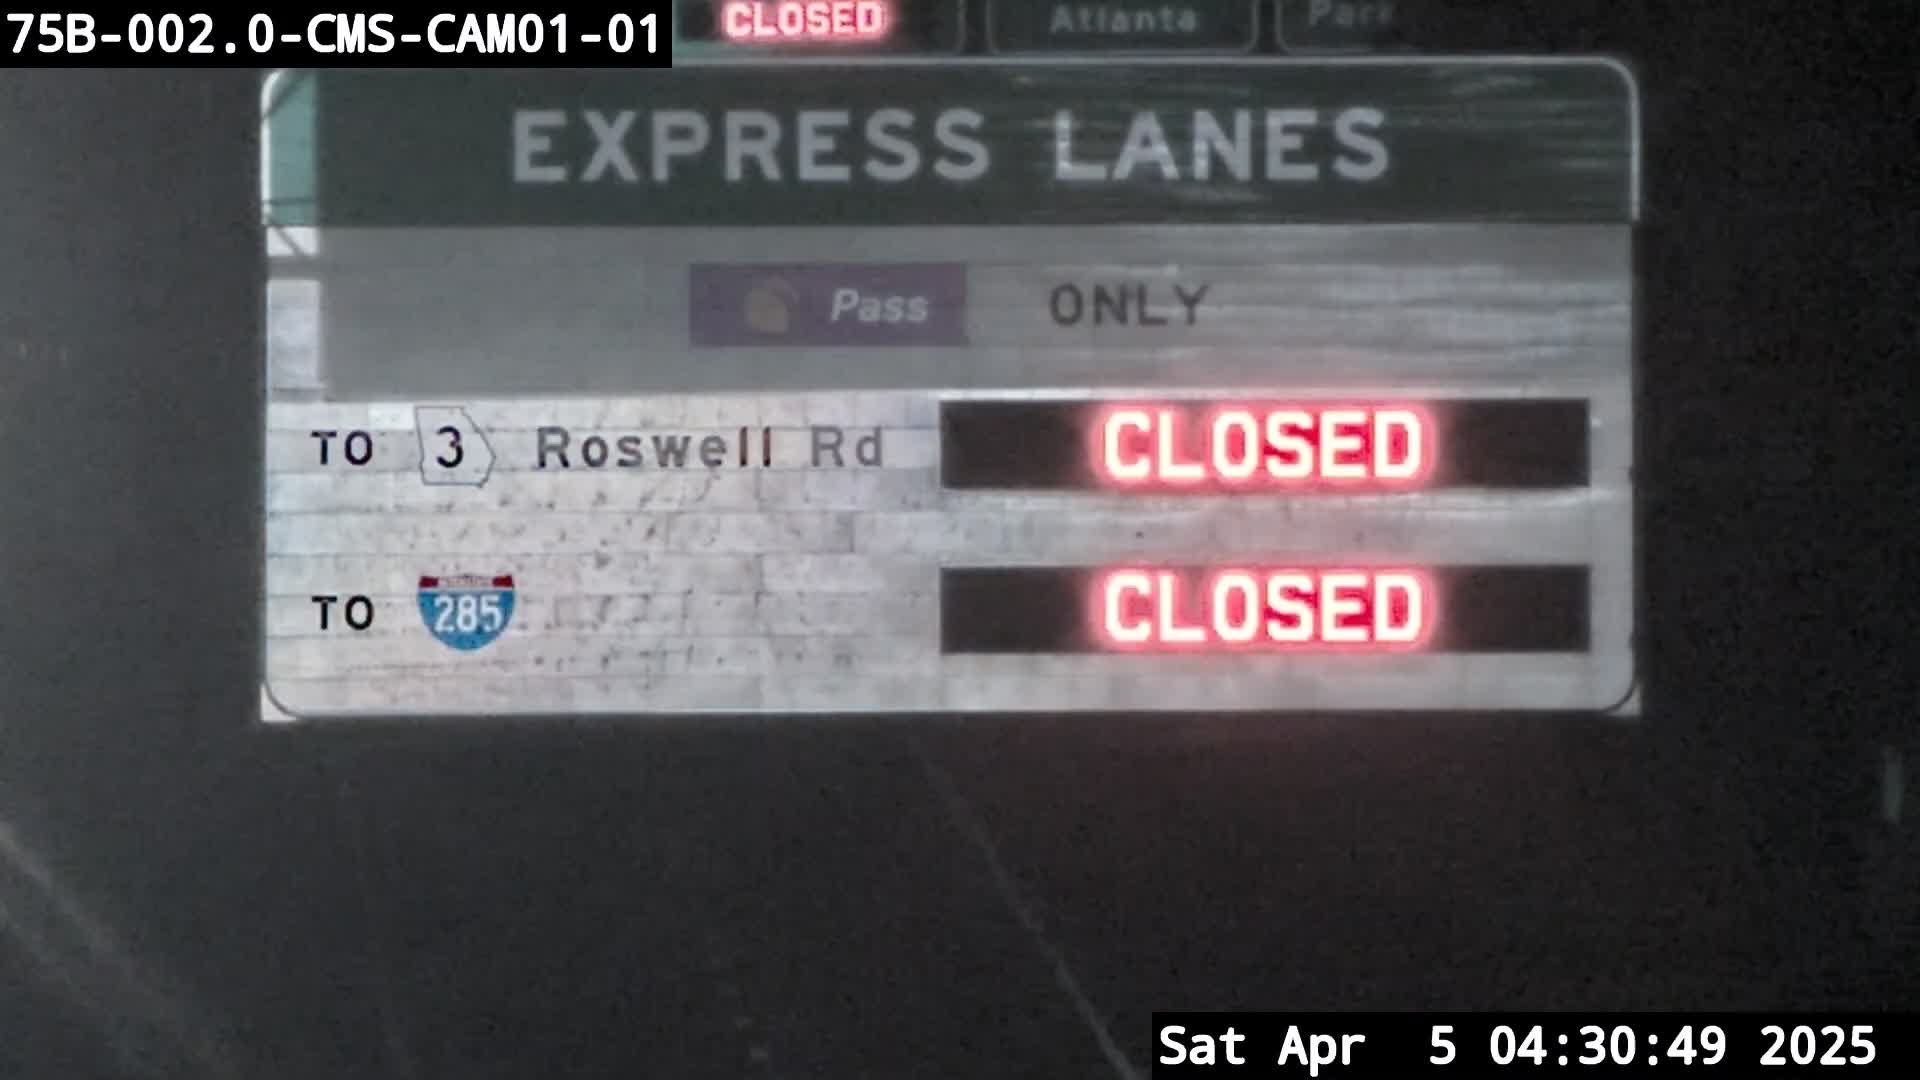 75B-002.0-CMS-CAM01-01
CLOSED
Atlanta
EXPRESS LANES
Pass ONLY
TO 3 Roswell Rd CLOSED
TO 285 CLOSED
Sat Apr 5 04:30:49 2025